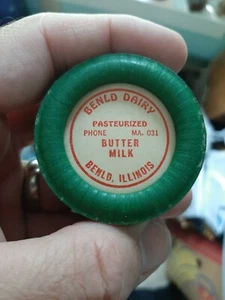 BENLD DAIRY
PASTEURIZED
PHONE MA. 031
BUTTER
MILK
BENLD, ILLINOIS